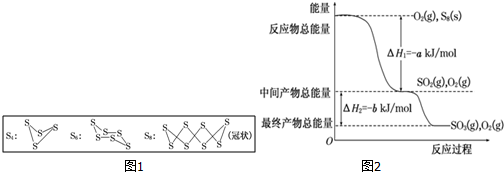 能量
O₂(g), S₈(s)
反应物总能量
ΔH₁=-a kJ/mol
SO₂(g),O₂(g)
中间产物总能量
ΔH₂=-b kJ/mol
最终产物总能量
SO₃(g),O₂(g)
O
反应过程
S₄: S S S S
S₆: S S S S S S
S₈: S S S S S S S S (冠状)
图1
图2